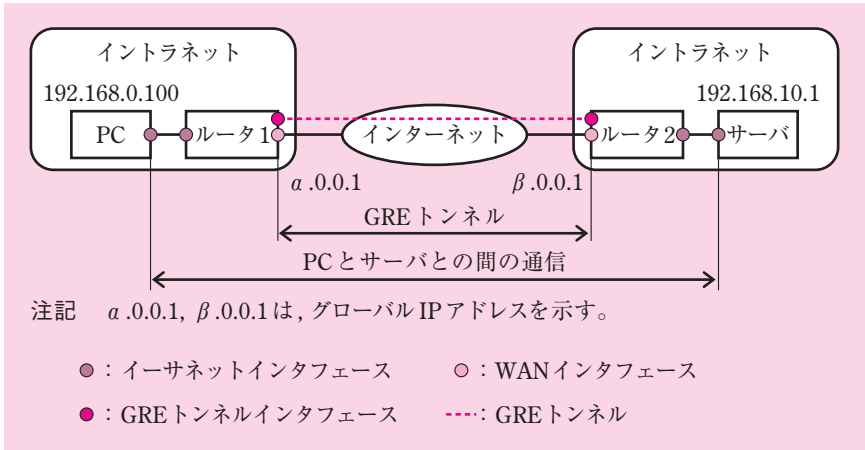 イントラネット
イントラネット
192.168.0.100
192.168.10.1
PC
ルータ1
インターネット
ルータ2
サーバ
α.0.0.1
β.0.0.1
GREトンネル
PCとサーバとの間の通信
注記 α.0.0.1, β.0.0.1は,グローバルIPアドレスを示す。
：イーサネットインタフェース
：WANインタフェース
：GREトンネルインタフェース
：GREトンネル